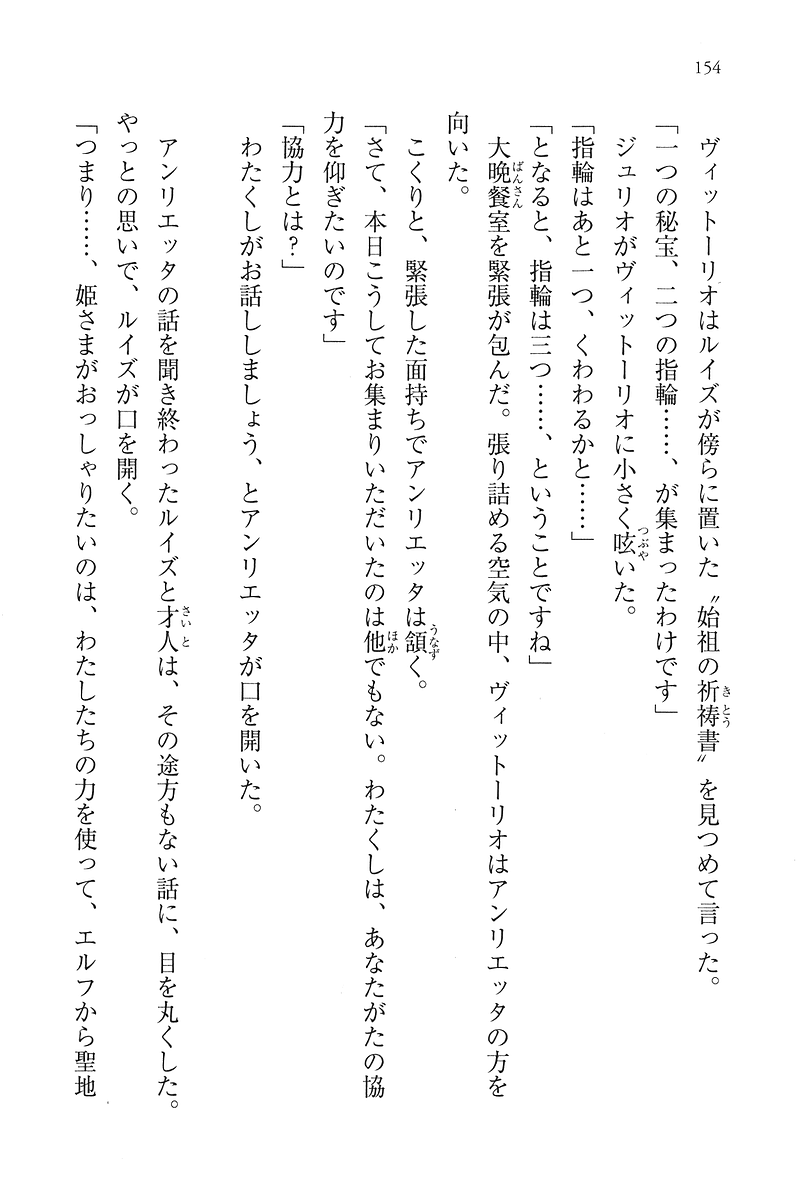 154
ヴィットーリオはルイズが傍らに置いた〝始祖の祈祷書〟を見つめて言った。
「一つの秘宝、二つの指輪……、が集まったわけです」
ジュリオがヴィットーリオに小さく呟いた。
「指輪はあと一つ、くわわるかと……」
「となると、指輪は三つ……、ということですね」
大晩餐室を緊張が包んだ。張り詰める空気の中、ヴィットーリオはアンリエッタの方を
向いた。
こくりと、緊張した面持ちでアンリエッタは頷く。
「さて、本日こうしてお集まりいただいたのは他でもない。わたくしは、あなたがたの協
力を仰ぎたいのです」
「協力とは？」
わたくしがお話ししましょう、とアンリエッタが口を開いた。
アンリエッタの話を聞き終わったルイズと才人は、その途方もない話に、目を丸くした。
やっとの思いで、ルイズが口を開く。
「つまり……、姫さまがおっしゃりたいのは、わたしたちの力を使って、エルフから聖地